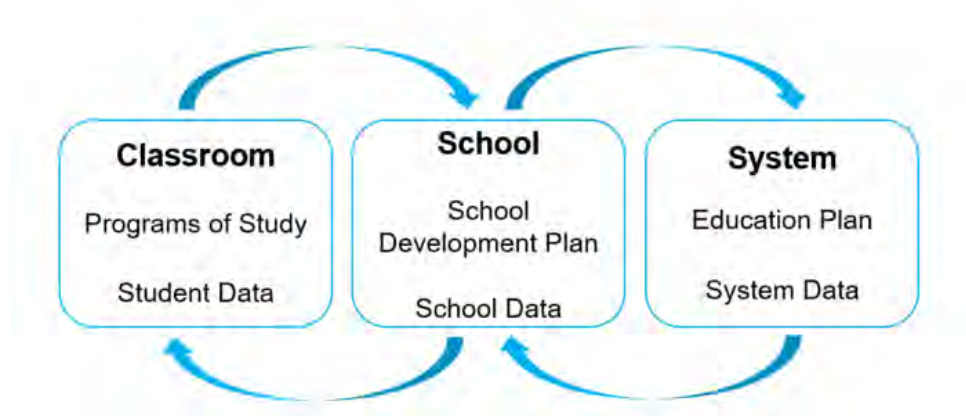 Classroom
Programs of Study
Student Data
School
School
Development Plan
School Data
System
Education Plan
System Data